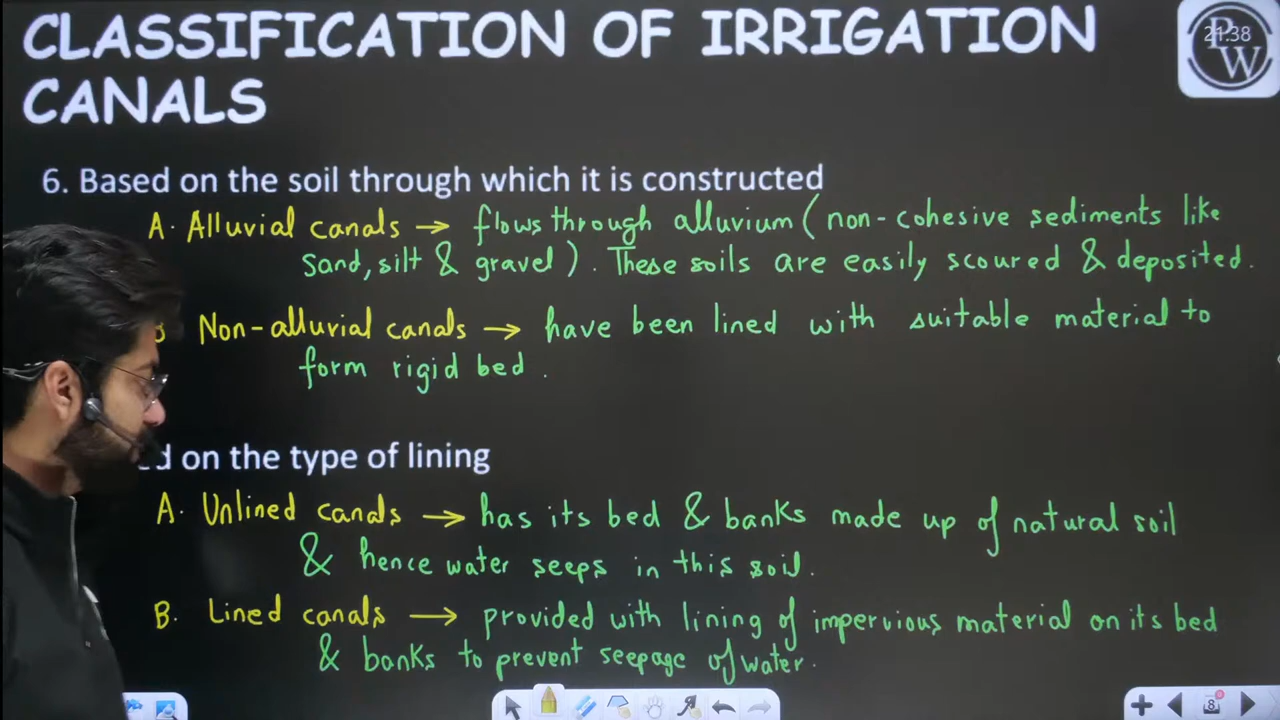 CLASSIFICATION OF IRRIGATION
CANALS
PW
21:38
6. Based on the soil through which it is constructed
A. Alluvial canals → flows through alluvium (non-cohesive sediments like
sand, silt & gravel). These soils are easily scoured & deposited.
Non-alluvial canals → have been lined with suitable material to
form rigid bed.
on the type of lining
A. Unlined canals → has its bed & banks made up of natural soil
& hence water seeps in this soil.
B. Lined canals → provided with lining of impervious material on its bed
& banks to prevent seepage of water.
8